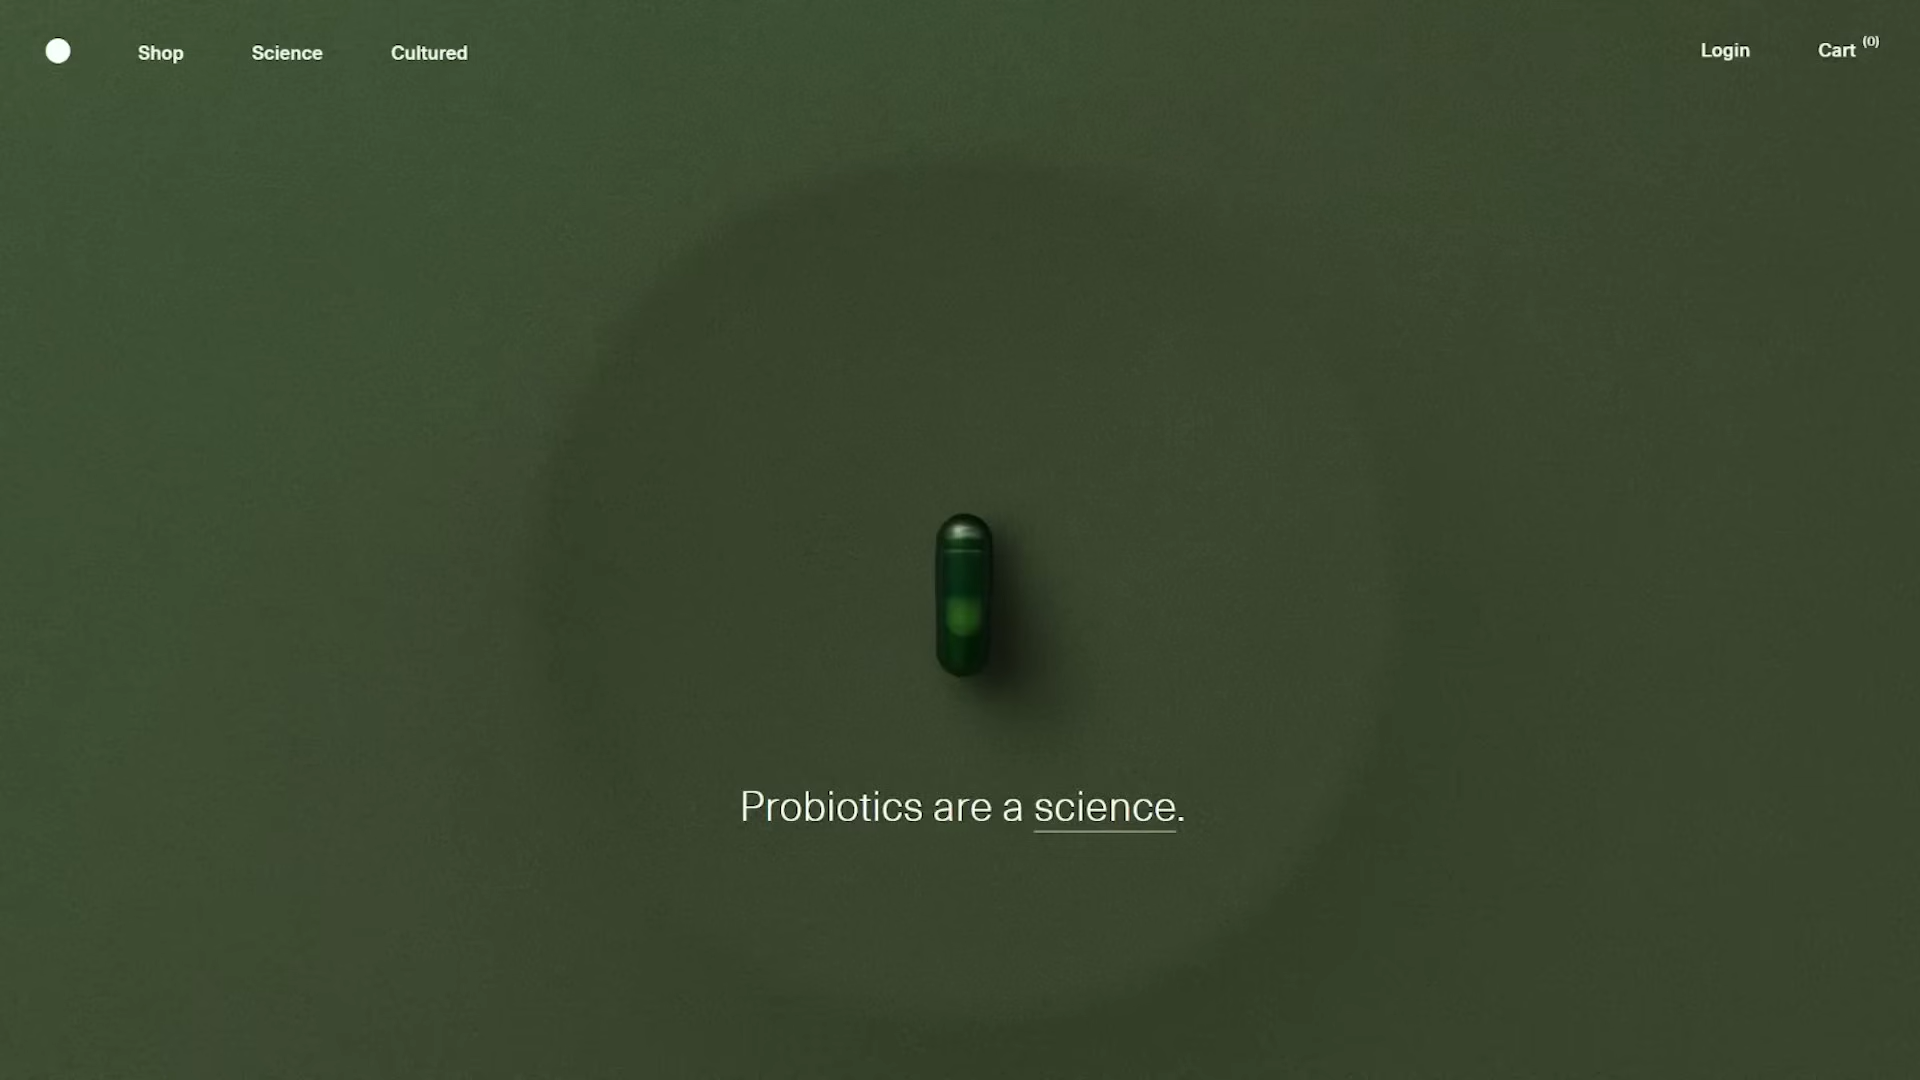 Shop
Science
Cultured
Login
Cart (0)
Probiotics are a science.